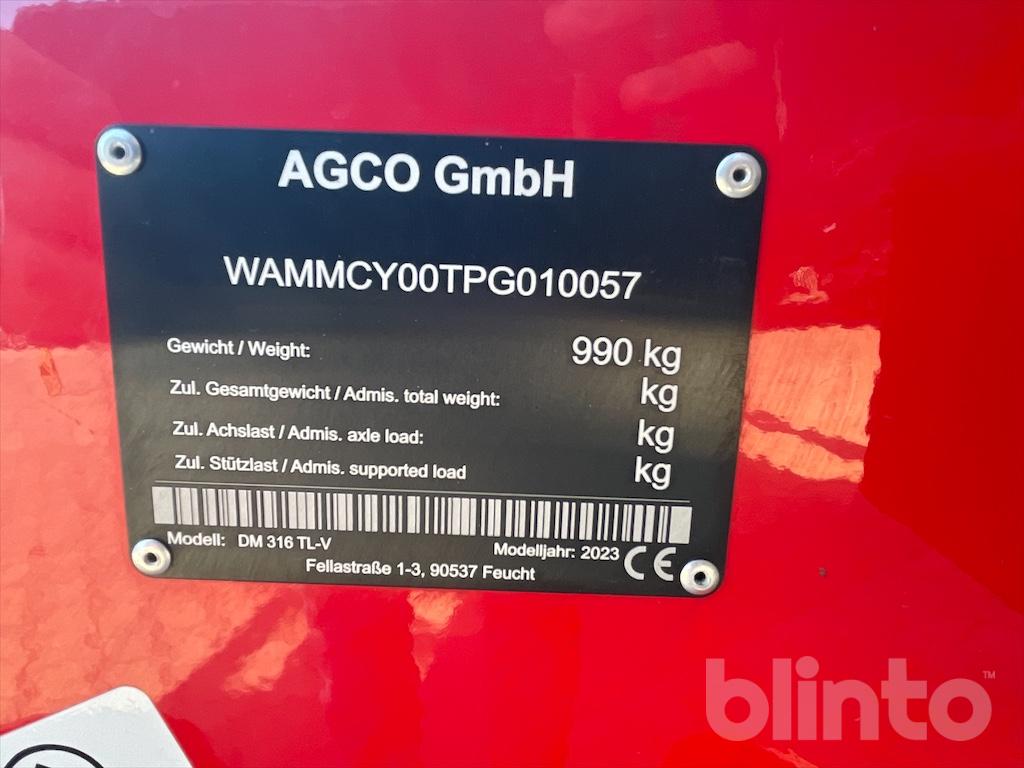 AGCO GmbH
WAMMCY00TPG010057
Gewicht / Weight: 990 kg
Zul. Gesamtgewicht / Admis. total weight: kg
Zul. Achslast / Admis. axle load: kg
Zul. Stützlast / Admis. supported load kg
Modell: DM 316 TL-V Modelljahr: 2023 CE
Fellastraße 1-3, 90537 Feucht
blinto™